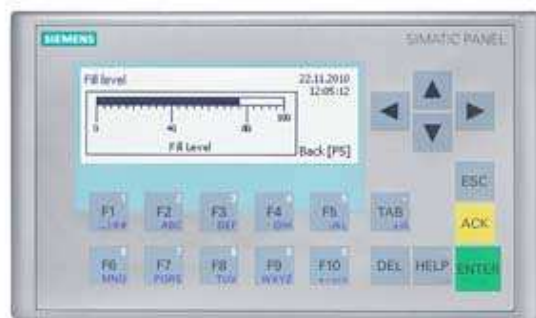 SIEMENS
SIMATIC PANEL
Fill level
22.11.2010
12:05:12
0 40 80 100
Fill Level
Back [F5]
ESC
F1 F2 F3 F4 F5 TAB
ABC DEF GHI JKL
ACK
F6 F7 F8 F9 F10 DEL HELP ENTER
MNO PQRS TUV WXYZ